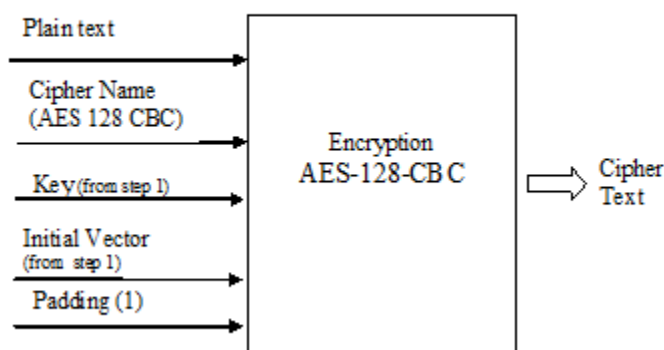 Plain text
Cipher Name
(AES 128 CBC)
Key (from step 1)
Initial Vector
(from step 1)
Padding (1)
Encryption
AES-128-CBC
Cipher
Text